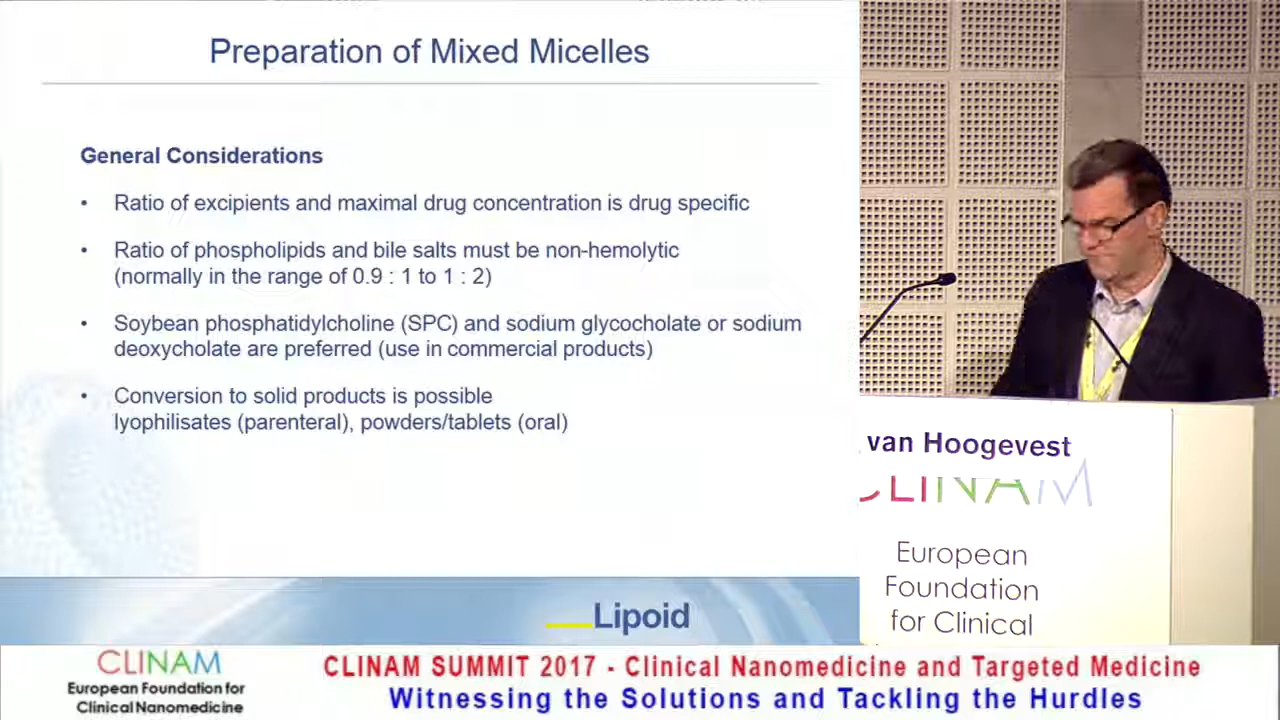 Preparation of Mixed Micelles
General Considerations
• Ratio of excipients and maximal drug concentration is drug specific
• Ratio of phospholipids and bile salts must be non-hemolytic
(normally in the range of 0.9 : 1 to 1 : 2)
• Soybean phosphatidylcholine (SPC) and sodium glycocholate or sodium
deoxycholate are preferred (use in commercial products)
• Conversion to solid products is possible
lyophilisates (parenteral), powders/tablets (oral)
Lipoid
van Hoogevest
CLINAM
European
Foundation
for Clinical
CLINAM
European Foundation for
Clinical Nanomedicine
CLINAM SUMMIT 2017 - Clinical Nanomedicine and Targeted Medicine
Witnessing the Solutions and Tackling the Hurdles